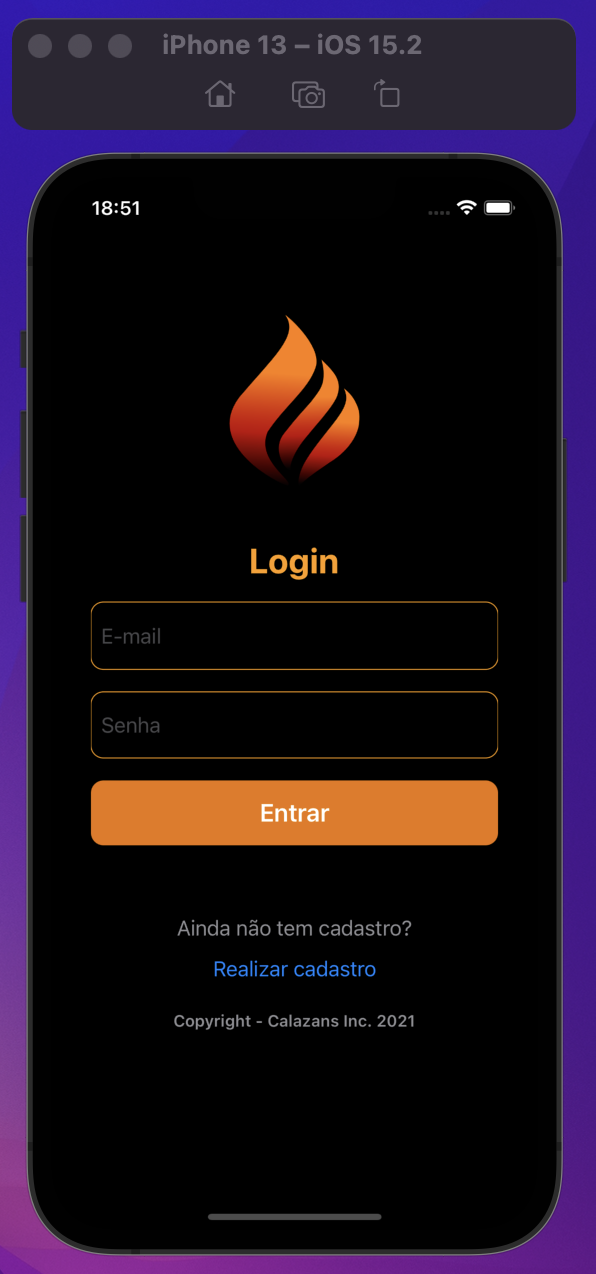 iPhone 13 – iOS 15.2
18:51
Login
E-mail
Senha
Entrar
Ainda não tem cadastro?
Realizar cadastro
Copyright - Calazans Inc. 2021